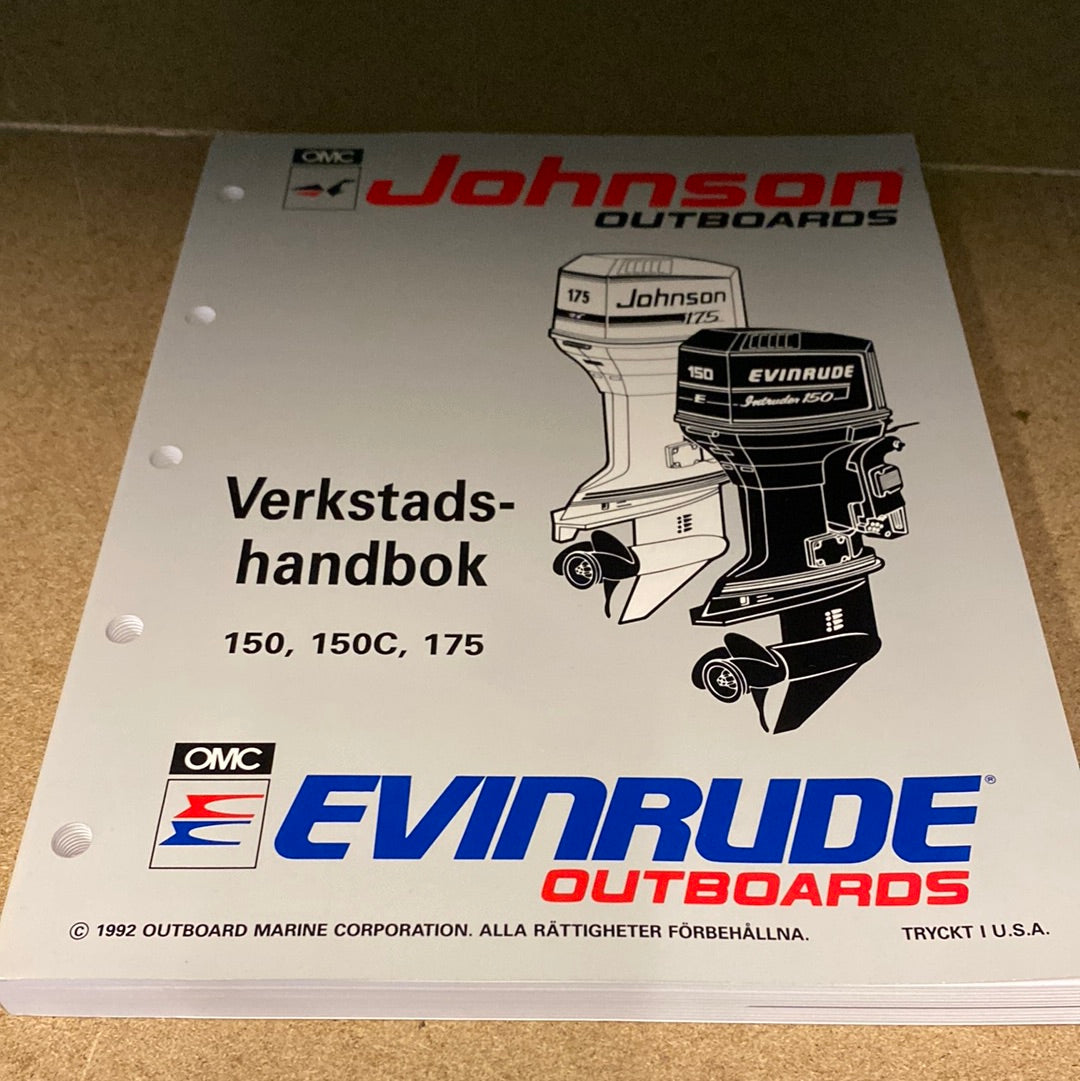 OMC
Johnson
OUTBOARDS
175 Johnson
175
150 EVINRUDE
E Intruder 150
Verkstads-
handbok
150, 150C, 175
OMC
EVINRUDE®
OUTBOARDS
© 1992 OUTBOARD MARINE CORPORATION. ALLA RÄTTIGHETER FÖRBEHÅLLNA. TRYCKT I U.S.A.